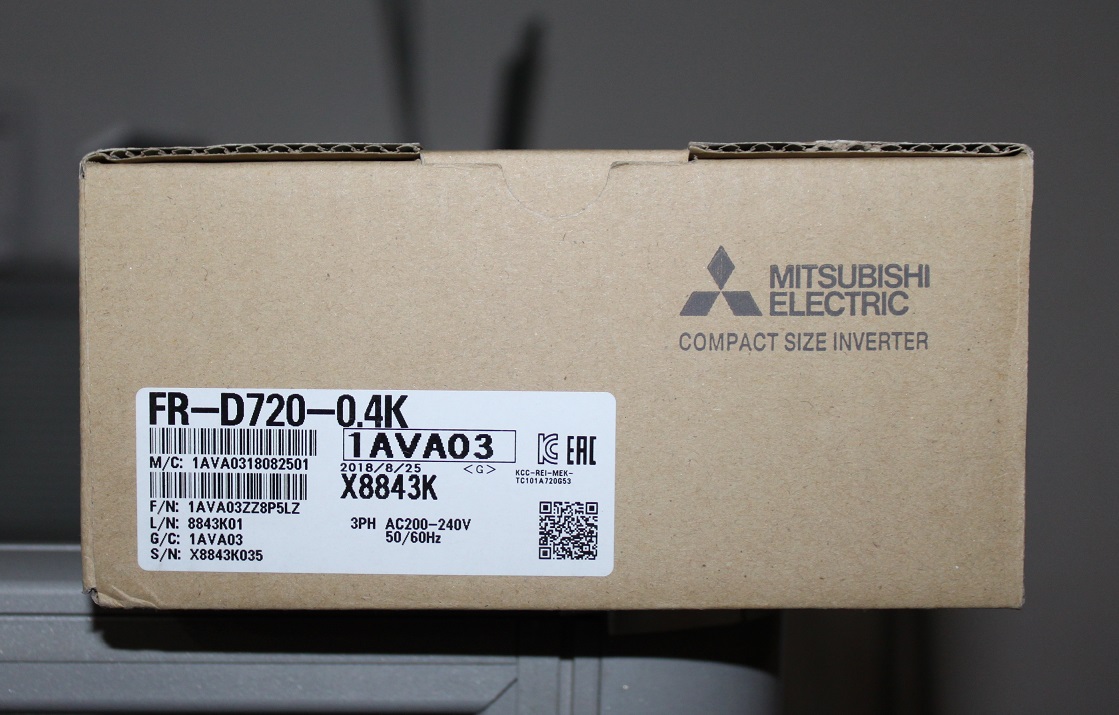 MITSUBISHI
ELECTRIC
COMPACT SIZE INVERTER
FR-D720-0.4K
1AVA03
M/C: 1AVA0318082501
2018/8/25 <G>
X8843K
KCC-REI-MEK-
TC101A720G53
EAC
F/N: 1AVA03ZZ8P5LZ
L/N: 8843K01
G/C: 1AVA03
S/N: X8843K035
3PH AC200-240V
50/60Hz